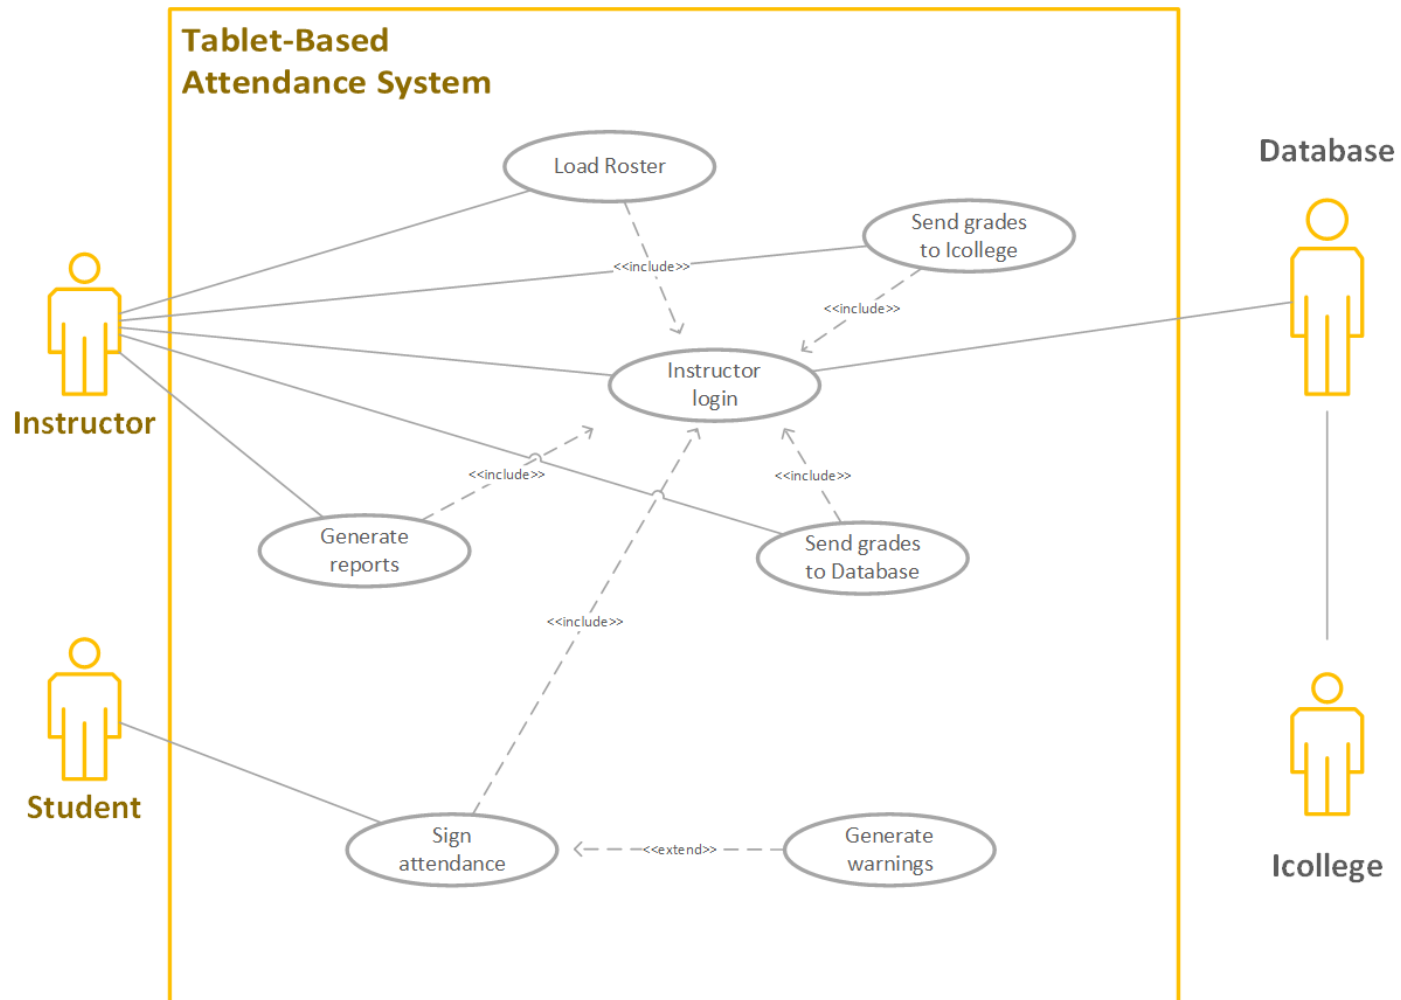 Tablet-Based
Attendance System
Load Roster
Database
Send grades
to Icollege
<<include>>
<<include>>
Instructor
login
Instructor
<<include>>
<<include>>
Generate
reports
Send grades
to Database
<<include>>
Student
Sign
attendance
<<extend>>
Generate
warnings
Icollege